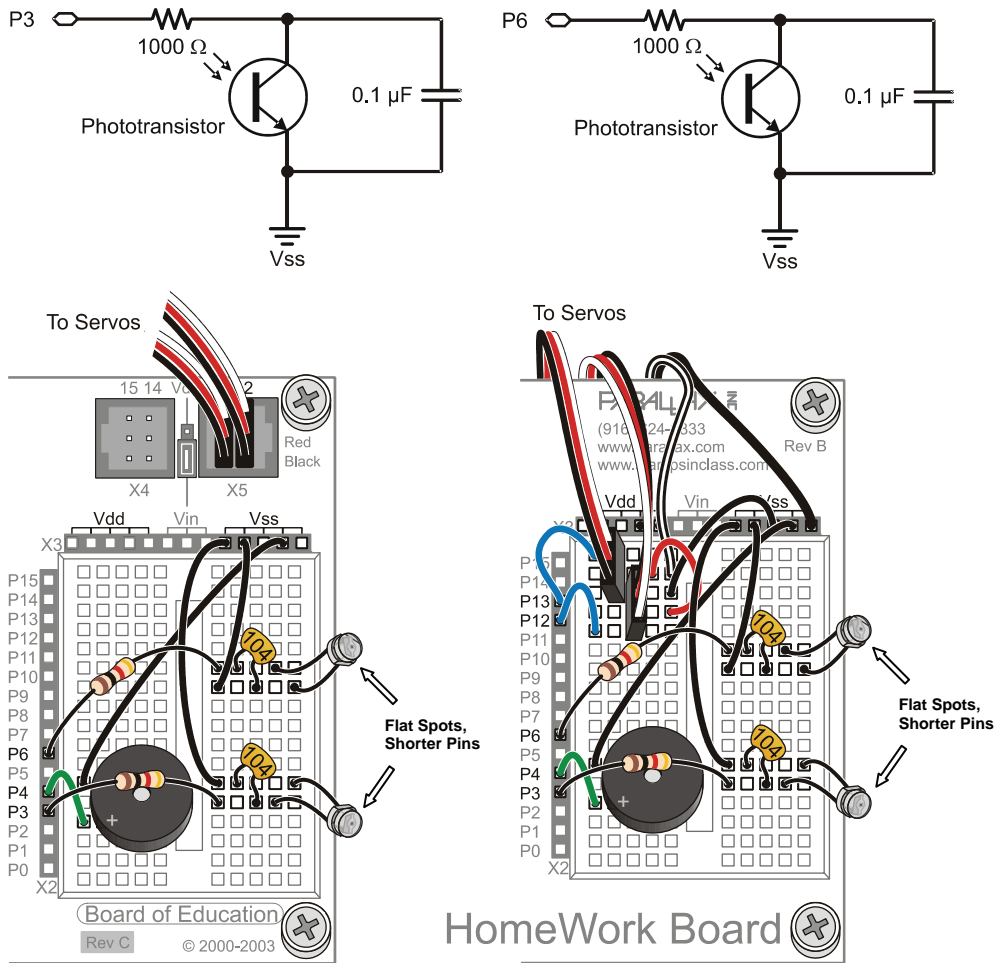 P3
1000 Ω
Phototransistor
0.1 µF
Vss
P6
1000 Ω
Phototransistor
0.1 µF
Vss
To Servos
15 14
2
Red
Black
X4
X5
Vdd
Vin
Vss
X3
P15
P14
P13
P12
P11
P10
P9
P8
P7
P6
P5
P4
P3
P2
P1
P0
X2
104
104
+
Flat Spots,
Shorter Pins
Board of Education
Rev C
© 2000-2003
To Servos
(916)
Rev B
Vdd
Vin
Vss
P14
P13
P12
P11
P10
P9
P8
P7
P6
P5
P4
P3
P2
P1
P0
X2
104
104
+
Flat Spots,
Shorter Pins
HomeWork Board